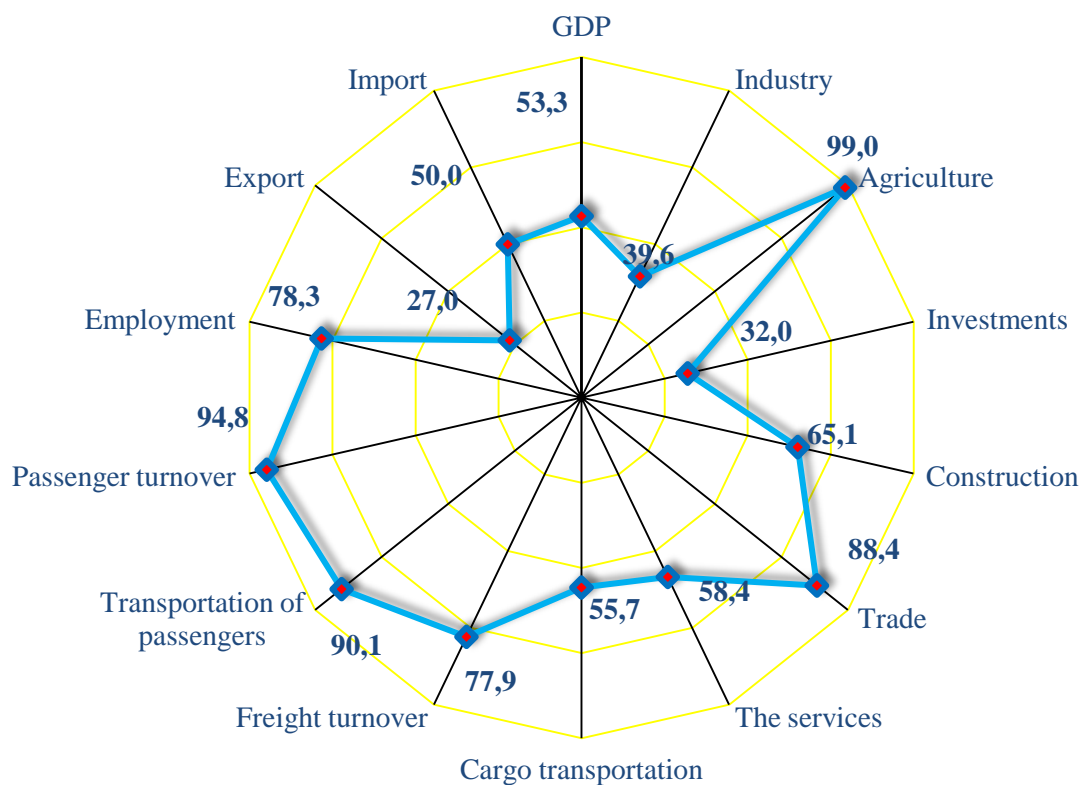 GDP
Import
Industry
53,3
99,0
50,0
Export
Agriculture
39,6
78,3
27,0
Employment
32,0
Investments
94,8
65,1
Passenger turnover
Construction
88,4
Transportation of
passengers
90,1
55,7
58,4
Trade
77,9
Freight turnover
The services
Cargo transportation